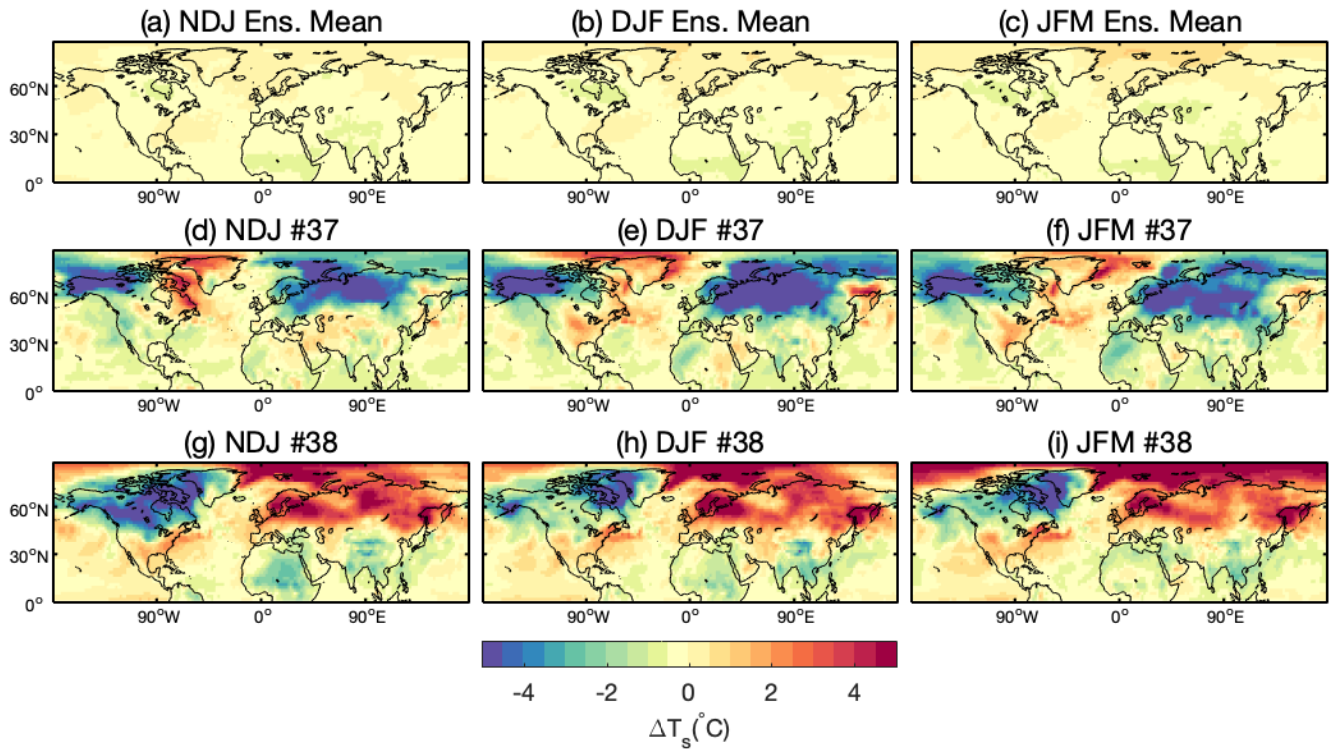 (a) NDJ Ens. Mean (b) DJF Ens. Mean (c) JFM Ens. Mean
60°N
30°N
0°
90°W 0° 90°E 90°W 0° 90°E 90°W 0° 90°E
(d) NDJ #37 (e) DJF #37 (f) JFM #37
60°N
30°N
0°
90°W 0° 90°E 90°W 0° 90°E 90°W 0° 90°E
(g) NDJ #38 (h) DJF #38 (i) JFM #38
60°N
30°N
0°
90°W 0° 90°E 90°W 0° 90°E 90°W 0° 90°E
-4 -2 0 2 4
ΔTs(°C)